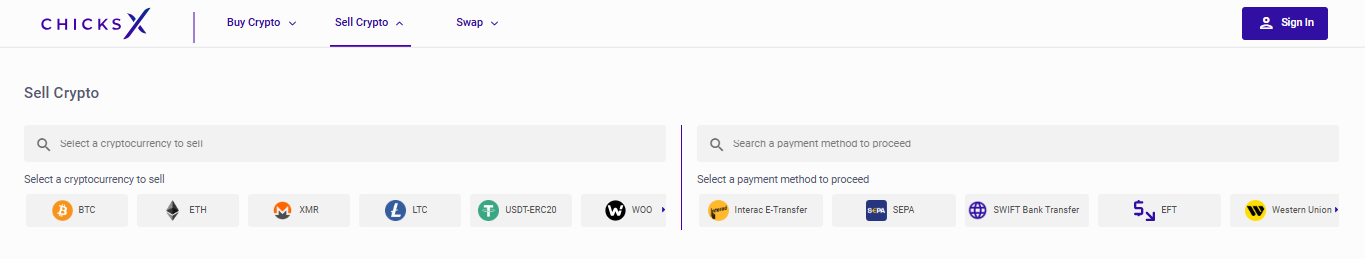 CHICKSX Buy Crypto Sell Crypto Swap Sign In
Sell Crypto
Select a cryptocurrency to sell
Select a cryptocurrency to sell
BTC ETH XMR LTC USDT-ERC20 WOO
Search a payment method to proceed
Select a payment method to proceed
Interac Interac E-Transfer SEPA SEPA SWIFT Bank Transfer EFT Western Union